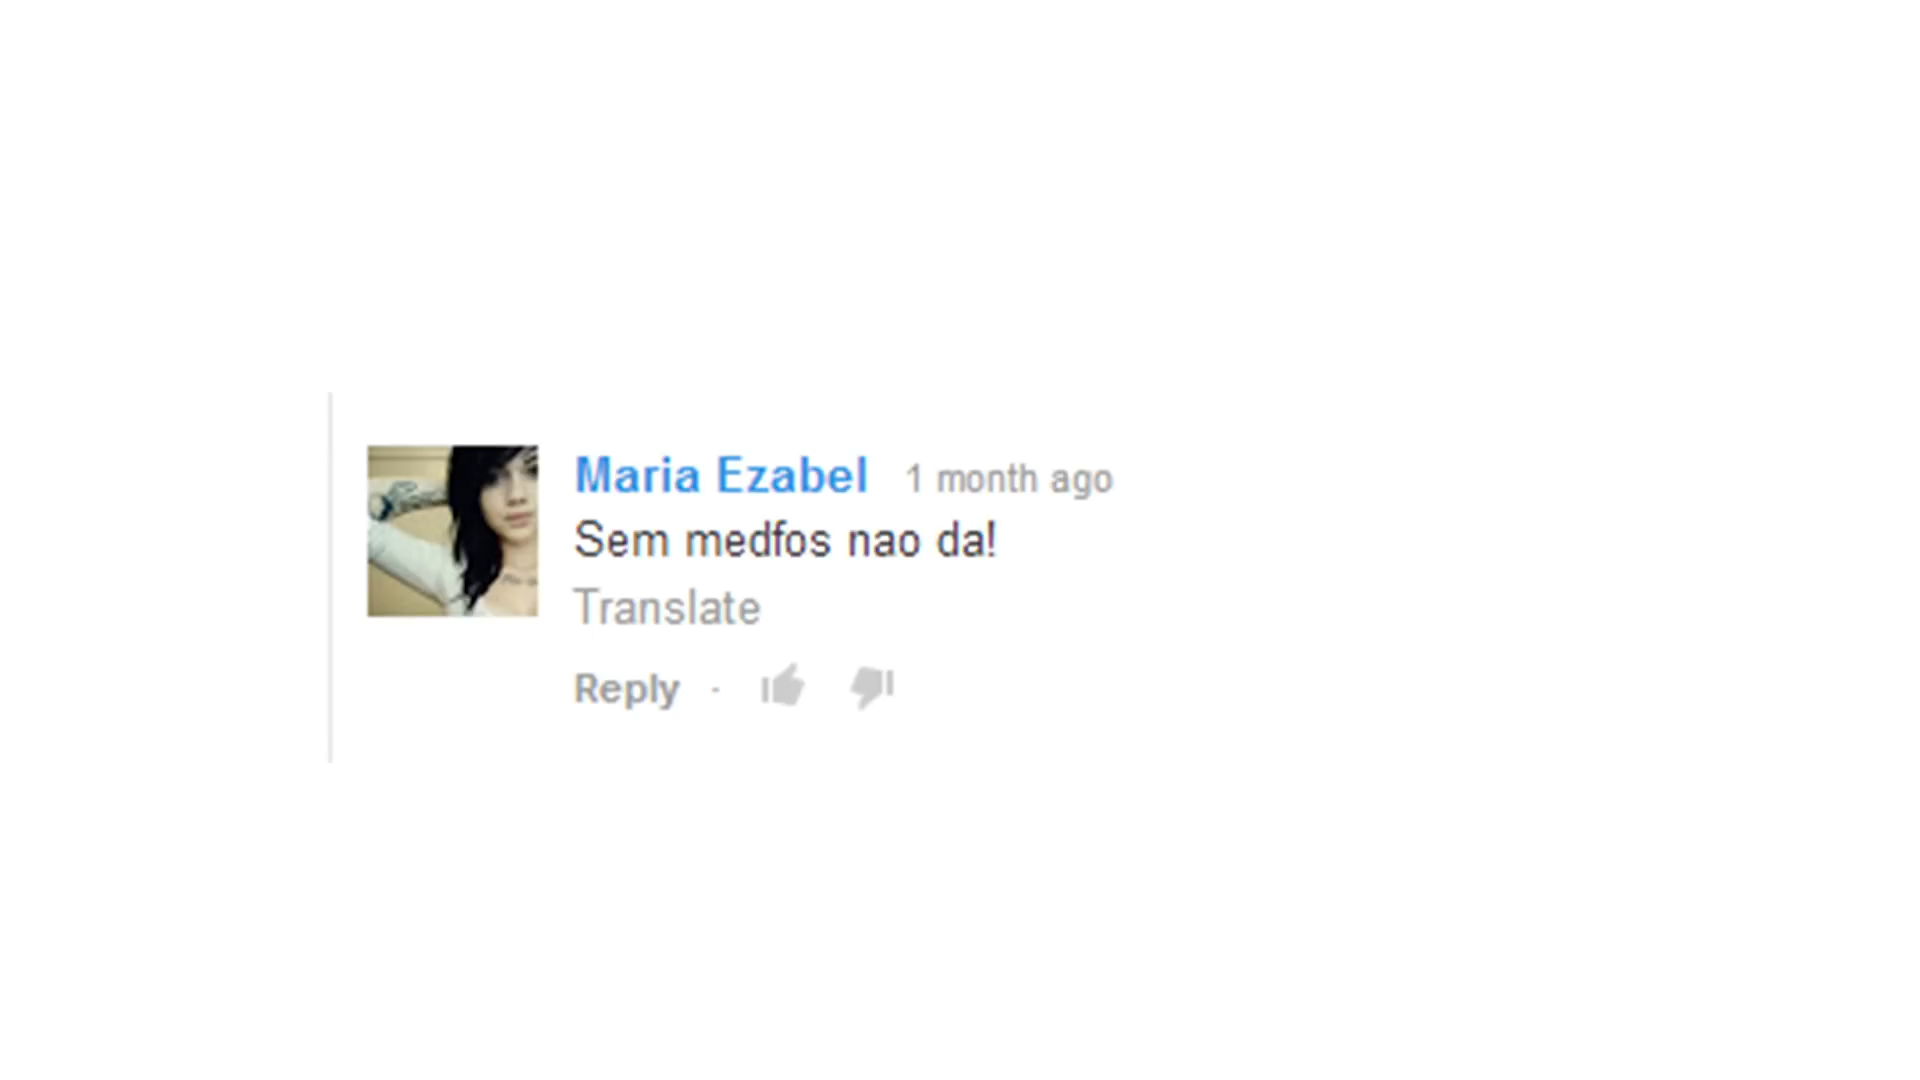 Maria Ezabel 1 month ago
Sem medfos nao da!
Translate
Reply ·